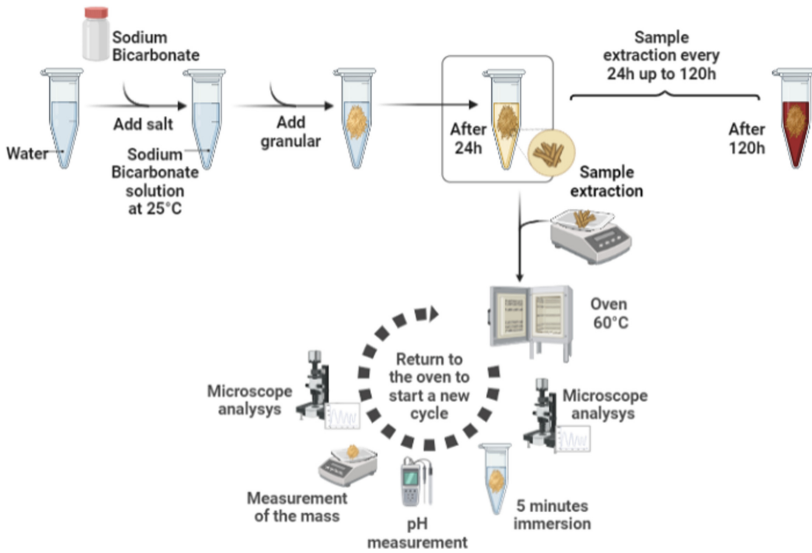 Sodium
Bicarbonate
Sample
extraction every
24h up to 120h
Add salt
Add
granular
After
24h
After
120h
Water
Sodium
Bicarbonate
solution
at 25°C
Sample
extraction
Oven
60°C
Return to
the oven to
start a new
cycle
Microscope
analysys
Microscope
analysys
Measurement
of the mass
pH
measurement
5 minutes
immersion